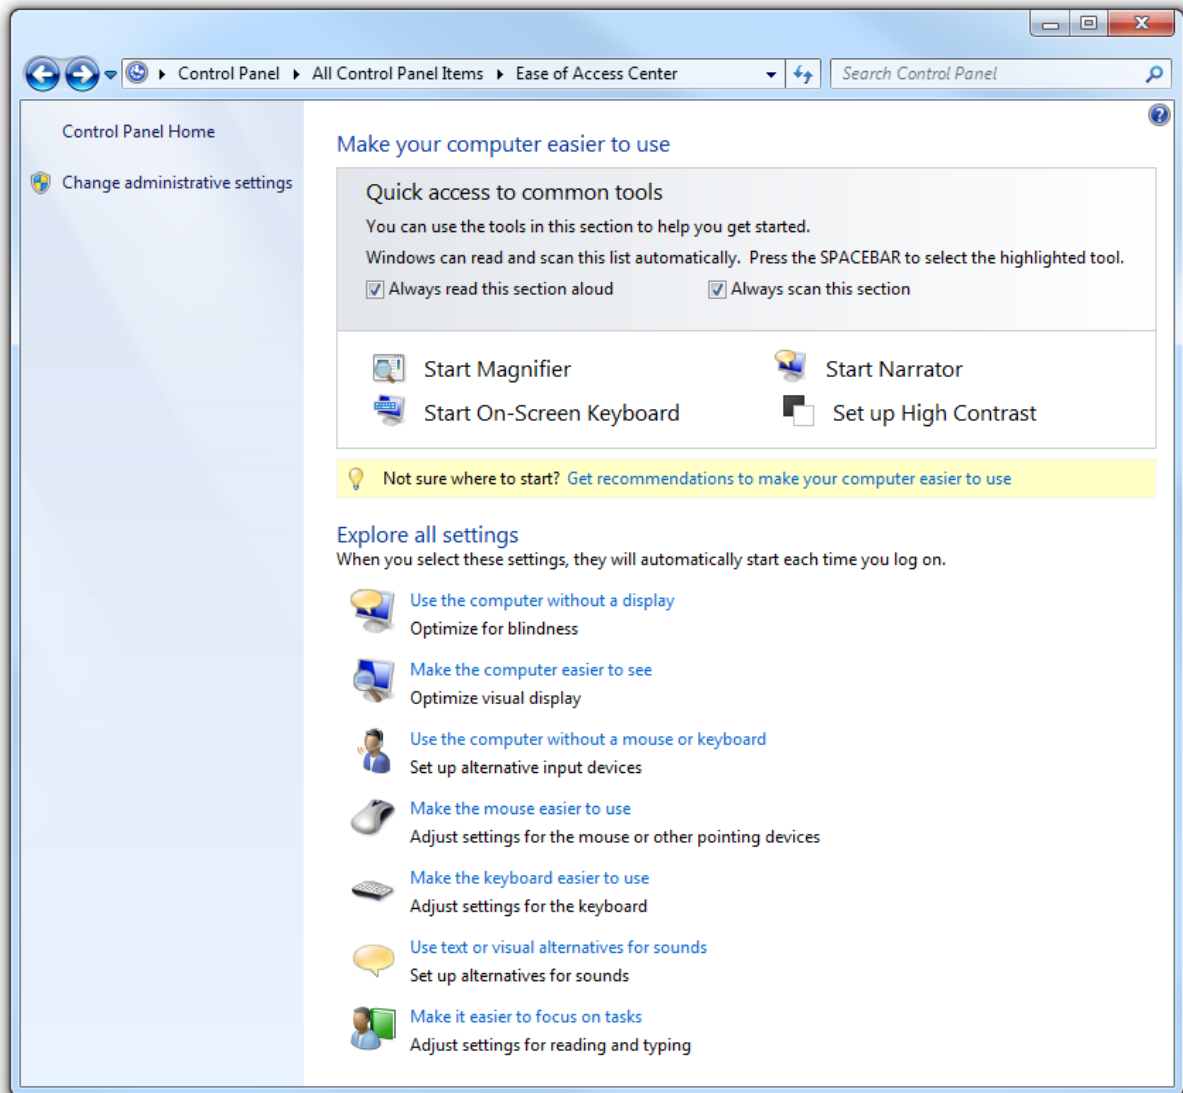 Control Panel
All Control Panel Items
Ease of Access Center
Search Control Panel
Control Panel Home
Change administrative settings
Make your computer easier to use
Quick access to common tools
You can use the tools in this section to help you get started.
Windows can read and scan this list automatically.  Press the SPACEBAR to select the highlighted tool.
Always read this section aloud
Always scan this section
Start Magnifier
Start Narrator
Start On-Screen Keyboard
Set up High Contrast
Not sure where to start? Get recommendations to make your computer easier to use
Explore all settings
When you select these settings, they will automatically start each time you log on.
Use the computer without a display
Optimize for blindness
Make the computer easier to see
Optimize visual display
Use the computer without a mouse or keyboard
Set up alternative input devices
Make the mouse easier to use
Adjust settings for the mouse or other pointing devices
Make the keyboard easier to use
Adjust settings for the keyboard
Use text or visual alternatives for sounds
Set up alternatives for sounds
Make it easier to focus on tasks
Adjust settings for reading and typing